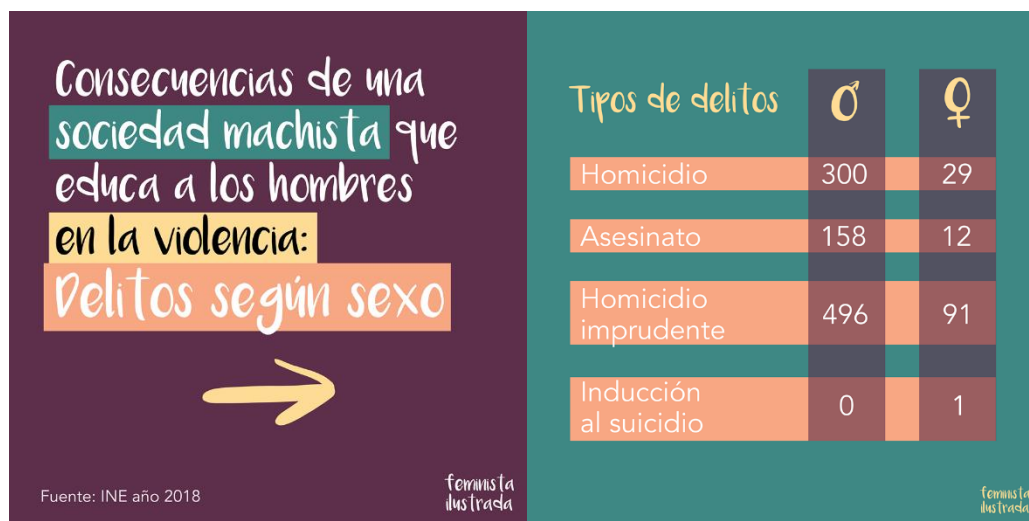 Consecuencias de una
sociedad machista que
educa a los hombres
en la violencia:
Delitos según sexo
Fuente: INE año 2018
feminista
ilustrada
Tipos de delitos ♂ ♀
Homicidio 300 29
Asesinato 158 12
Homicidio
imprudente 496 91
Inducción
al suicidio 0 1
feminista
ilustrada